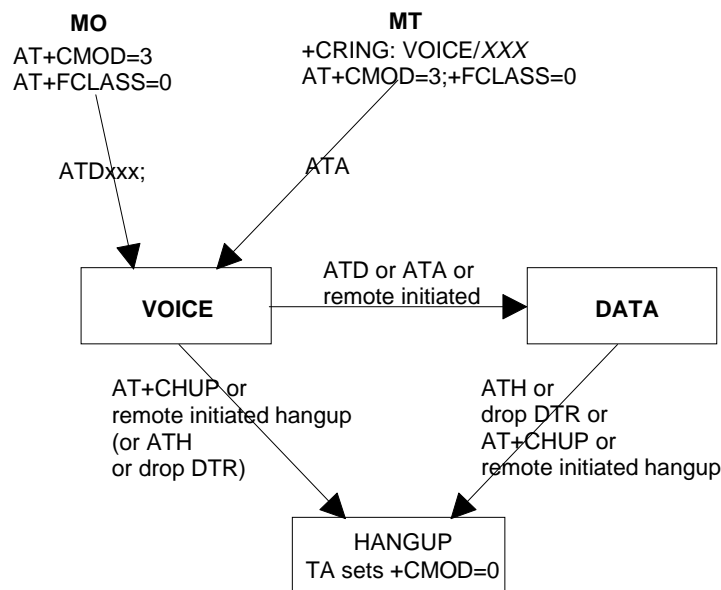 MO
AT+CMOD=3
AT+FCLASS=0
MT
+CRING: VOICE/XXX
AT+CMOD=3;+FCLASS=0
ATDxxx;
ATA
VOICE
ATD or ATA or
remote initiated
DATA
AT+CHUP or
remote initiated hangup
(or ATH
or drop DTR)
ATH or
drop DTR or
AT+CHUP or
remote initiated hangup
HANGUP
TA sets +CMOD=0